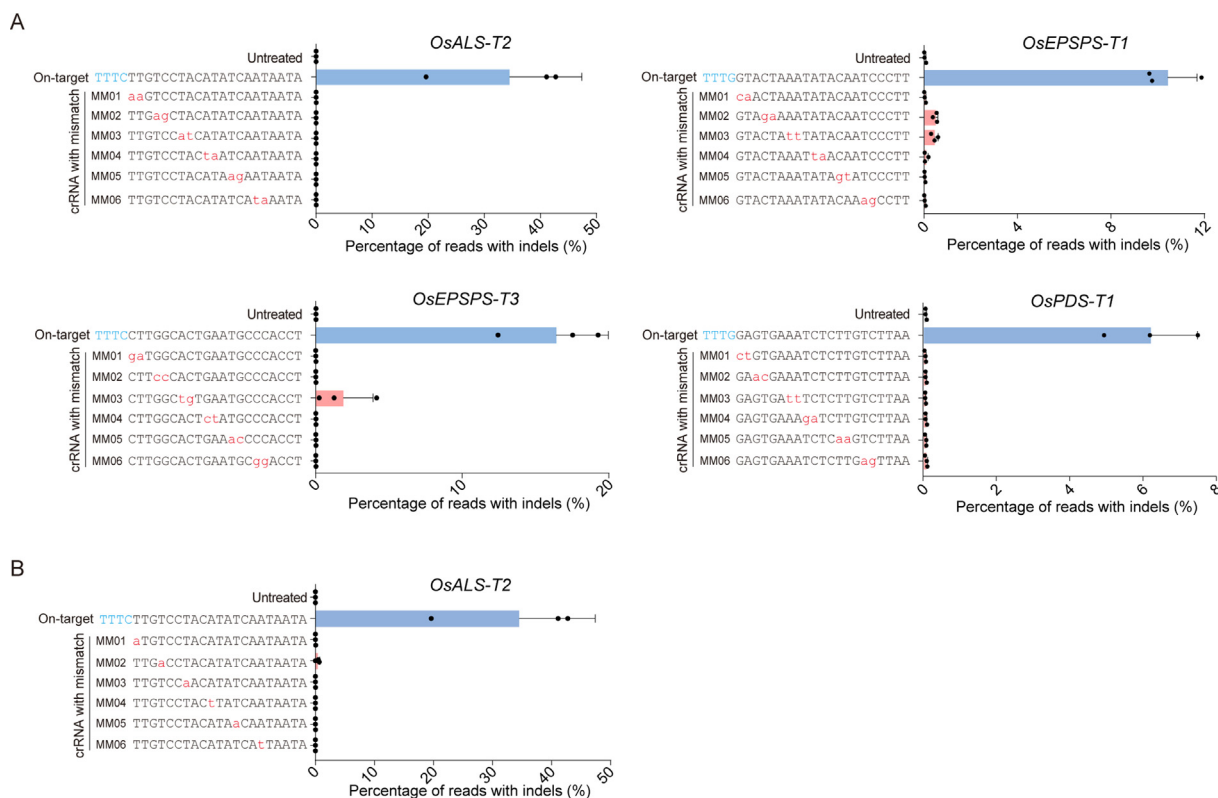 A
OsALS-T2
Untreated
On-target TTTCTTGTCCTACATATCAATAATA
crRNA with mismatch
MM01 aaGTCCTACATATCAATAATA
MM02 TTGagCTACATATCAATAATA
MM03 TTGTCCatCATATCAATAATA
MM04 TTGTCCTACtaATCAATAATA
MM05 TTGTCCTACATAagAATAATA
MM06 TTGTCCTACATATCAtaAATA
0 10 20 30 40 50
Percentage of reads with indels (%)
OsEPSPS-T1
Untreated
On-target TTTGGTACTAAATATACAATCCCTT
crRNA with mismatch
MM01 caACTAAATATACAATCCCTT
MM02 GTAgaAAATATACAATCCCTT
MM03 GTACTAttTATACAATCCCTT
MM04 GTACTAAATtaACAATCCCTT
MM05 GTACTAAATATAgtATCCCTT
MM06 GTACTAAATATACAAagCCTT
0 4 8 12
Percentage of reads with indels (%)
OsEPSPS-T3
Untreated
On-target TTTCCTTGGCACTGAATGCCCACCT
crRNA with mismatch
MM01 gaTGGCACTGAATGCCCACCT
MM02 CTTccCACTGAATGCCCACCT
MM03 CTTGGCtgTGAATGCCCACCT
MM04 CTTGGCACTctATGCCCACCT
MM05 CTTGGCACTGAAacCCCACCT
MM06 CTTGGCACTGAATGCggACCT
0 10 20
Percentage of reads with indels (%)
OsPDS-T1
Untreated
On-target TTTGGAGTGAAATCTCTTGTCTTAA
crRNA with mismatch
MM01 ctGTGAAATCTCTTGTCTTAA
MM02 GAacGAAATCTCTTGTCTTAA
MM03 GAGTGAttTCTCTTGTCTTAA
MM04 GAGTGAAAgaTCTTGTCTTAA
MM05 GAGTGAAATCTCaaGTCTTAA
MM06 GAGTGAAATCTCTTGagTTAA
0 2 4 6 8
Percentage of reads with indels (%)
B
OsALS-T2
Untreated
On-target TTTCTTGTCCTACATATCAATAATA
crRNA with mismatch
MM01 aTGTCCTACATATCAATAATA
MM02 TTGaCCTACATATCAATAATA
MM03 TTGTCCaACATATCAATAATA
MM04 TTGTCCTACtTATCAATAATA
MM05 TTGTCCTACATAaCAATAATA
MM06 TTGTCCTACATATCAtTAATA
0 10 20 30 40 50
Percentage of reads with indels (%)